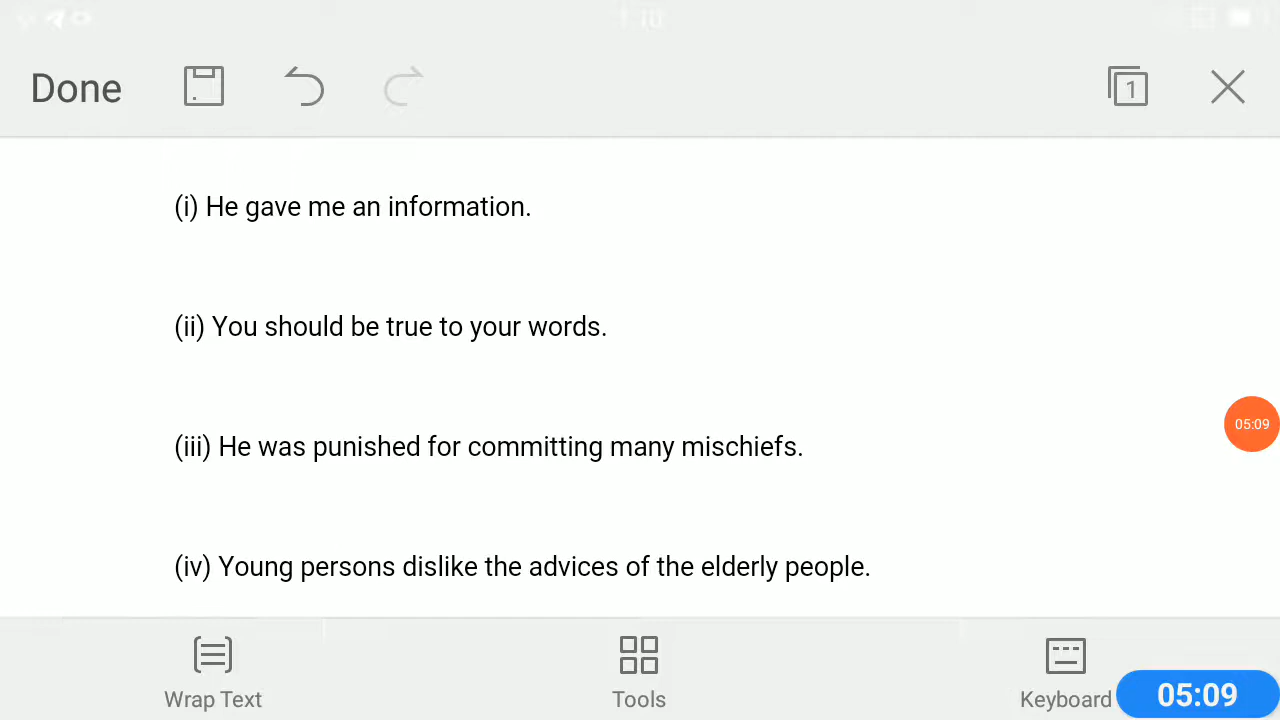 Done
1
(i) He gave me an information.
(ii) You should be true to your words.
(iii) He was punished for committing many mischiefs.
05:09
(iv) Young persons dislike the advices of the elderly people.
Wrap Text
Tools
Keyboard
05:09